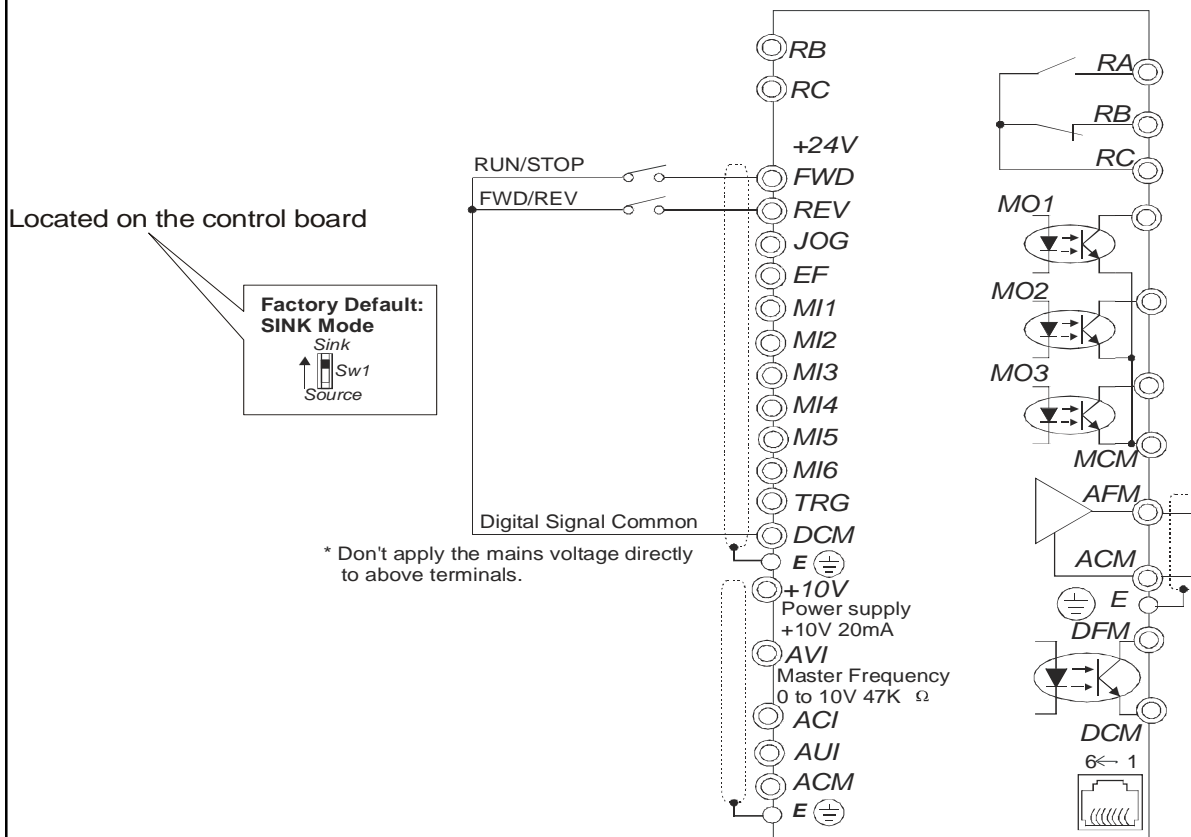 RB
RC
+24V
RUN/STOP
FWD
FWD/REV
REV
JOG
EF
MI1
MI2
MI3
MI4
MI5
MI6
TRG
Digital Signal Common
DCM
E
* Don't apply the mains voltage directly
to above terminals.
Located on the control board
Factory Default:
SINK Mode
Sink
Sw1
Source
+10V
Power supply
+10V 20mA
AVI
Master Frequency
0 to 10V 47K Ω
ACI
AUI
ACM
E
RA
RB
RC
MO1
MO2
MO3
MCM
AFM
ACM
E
DFM
DCM
6← 1